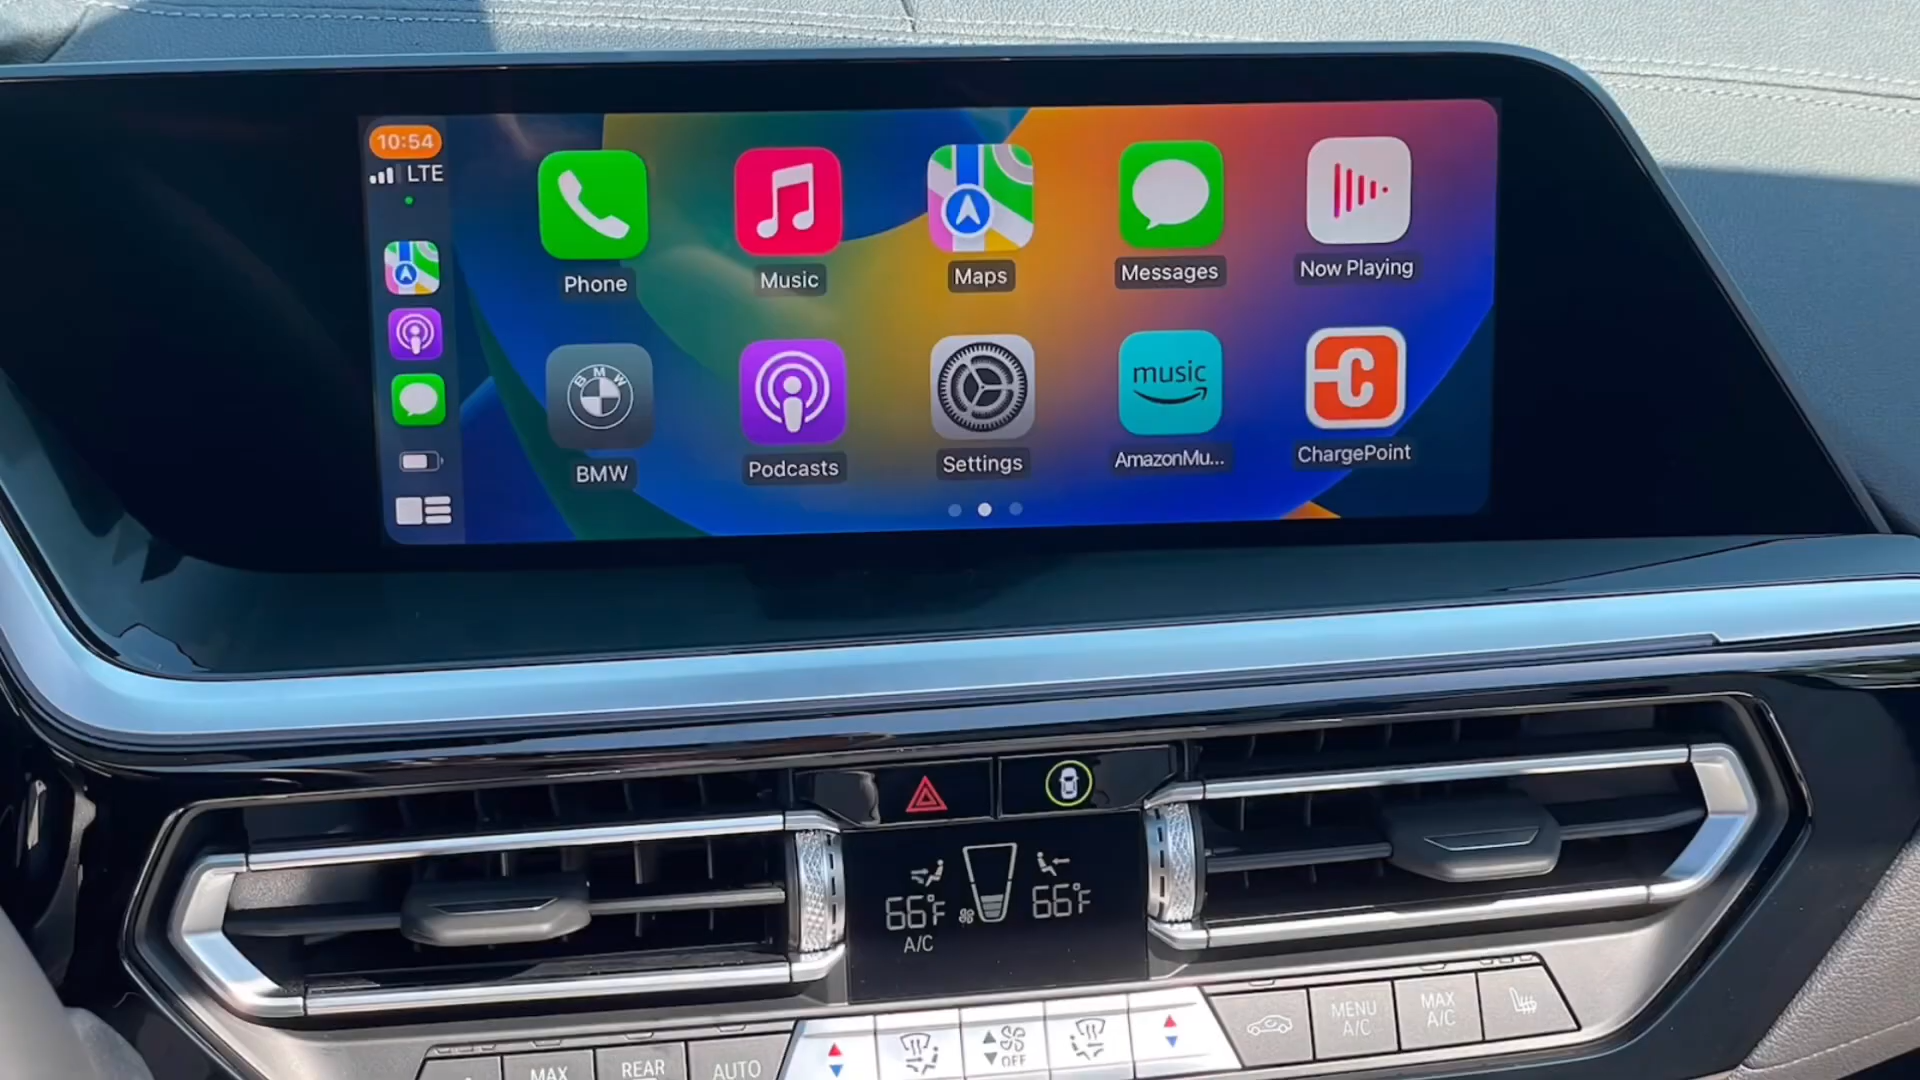 10:54
LTE
Phone
Music
Maps
Messages
Now Playing
BMW
BMW
Podcasts
Settings
music
AmazonMu...
C
ChargePoint
66°F
66°F
A/C
MAX
REAR
AUTO
OFF
MENU
A/C
MAX
A/C